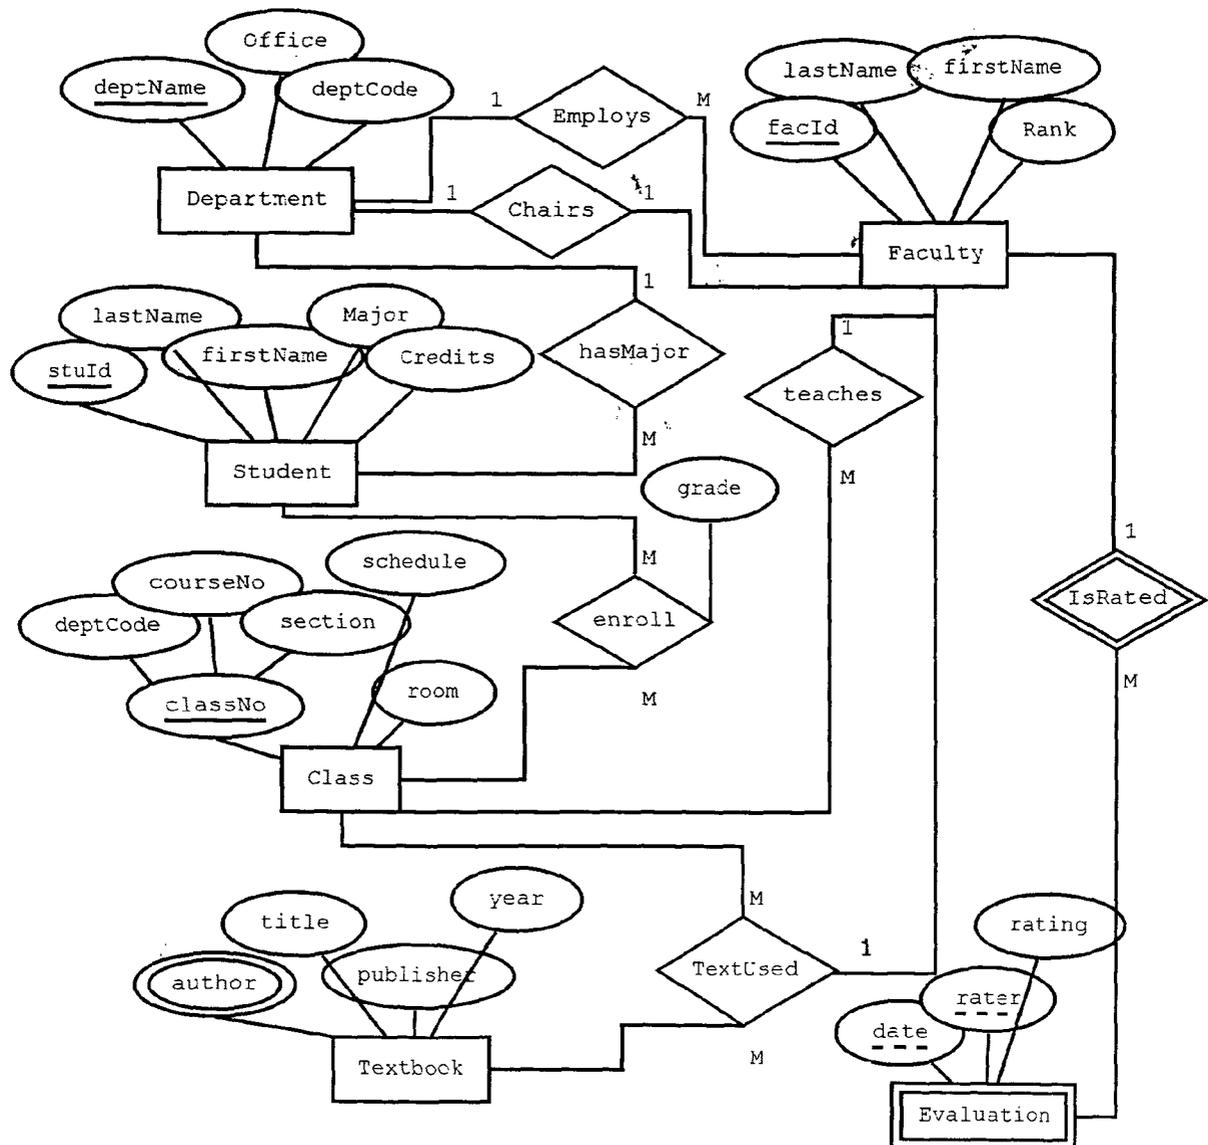 Office
deptName
deptCode
lastName
firstName
facId
Rank
1
Employs
M
Department
1
Chairs
1
Faculty
lastName
Major
1
stuId
firstName
Credits
hasMajor
1
teaches
Student
M
M
grade
schedule
M
1
courseNo
deptCode
section
enroll
IsRated
classNo
room
M
M
Class
year
M
title
rating
author
publisher
TextUsed
1
rater
date
M
Textbook
Evaluation